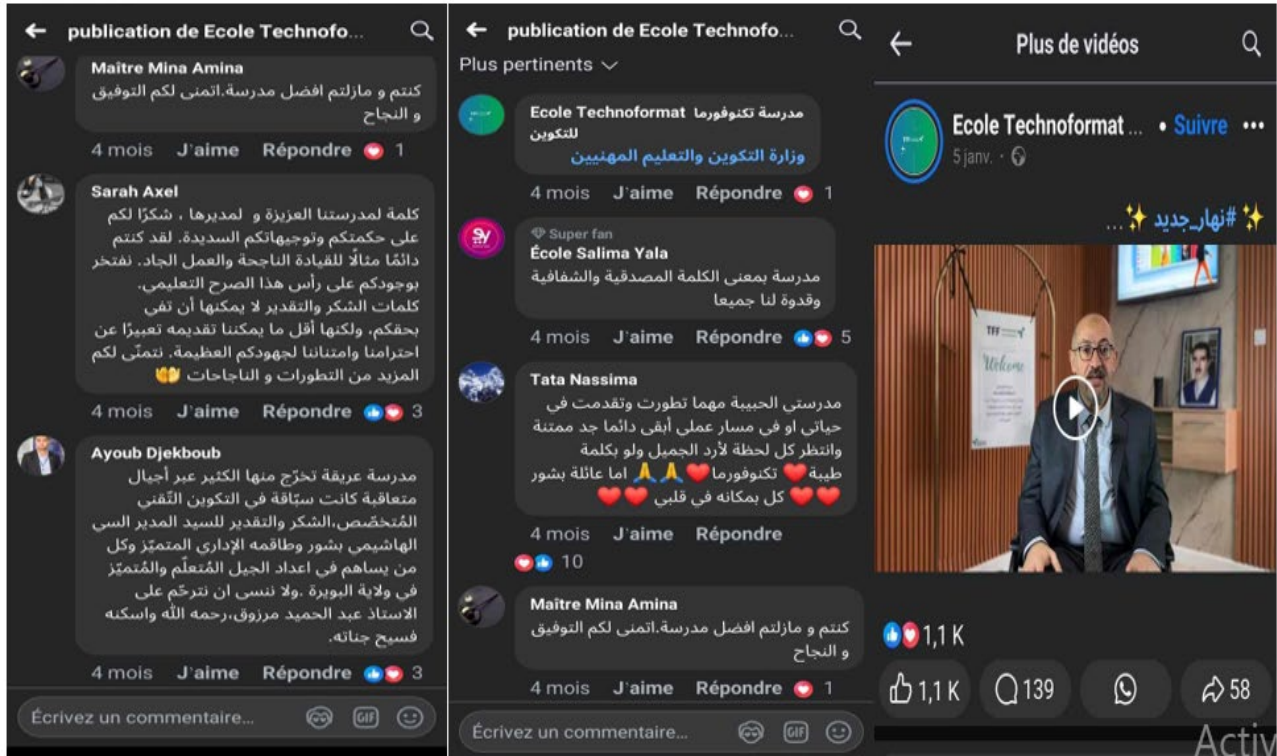 publication de Ecole Technofo...
Maître Mina Amina
كنتم و مازلتم افضل مدرسة.اتمنى لكم التوفيق
و النجاح
4 mois J'aime Répondre 1
Sarah Axel
كلمة لمدرستنا العزيزة و لمديرها ، شكرًا لكم
على حكمتكم وتوجيهاتكم السديدة. لقد كنتم
دائمًا مثالًا للقيادة الناجحة والعمل الجاد. نفتخر
بوجودكم على رأس هذا الصرح التعليمي.
كلمات الشكر والتقدير لا يمكنها أن تفي
بحقكم، ولكنها أقل ما يمكننا تقديمه تعبيرًا عن
احترامنا وامتناننا لجهودكم العظيمة. نتمنّى لكم
المزيد من التطورات و الناجاحات 🤲
4 mois J'aime Répondre 3
Ayoub Djekboub
مدرسة عريقة تخرّج منها الكثير عبر أجيال
متعاقبة كانت سبّاقة في التكوين التّقني
المُتخصّص،الشكر والتقدير للسيد المدير السي
الهاشيمي بشور وطاقمه الإداري المتميّز وكل
من يساهم في اعداد الجيل المُتعلّم والمُتميّز
في ولاية البويرة .ولا ننسى ان نترحّم على
الاستاذ عبد الحميد مرزوق،رحمه الله واسكنه
فسيح جناته.
4 mois J'aime Répondre 3
Écrivez un commentaire...
GIF
publication de Ecole Technofo...
Plus pertinents
Ecole Technoformat مدرسة تكنوفورما
للتكوين
وزارة التكوين والتعليم المهنيين
4 mois J'aime Répondre 1
Super fan
École Salima Yala
مدرسة بمعنى الكلمة المصدقية والشفافية
وقدوة لنا جميعا
4 mois J'aime Répondre 5
Tata Nassima
مدرستي الحبيبة مهما تطورت وتقدمت في
حياتي او في مسار عملي أبقى دائما جد ممتنة
وانتظر كل لحظة لأرد الجميل ولو بكلمة
طيبة❤️ تكنوفورما❤️🙏🙏 اما عائلة بشور
كل بمكانه في قلبي ❤️❤️ ❤️❤️
4 mois J'aime Répondre
10
Maître Mina Amina
كنتم و مازلتم افضل مدرسة.اتمنى لكم التوفيق
و النجاح
4 mois J'aime Répondre 1
Écrivez un commentaire...
GIF
Plus de vidéos
Ecole Technoformat ... • Suivre
5 janv.
✨ #نهار_جديد ✨...
TFF
Welcome
1,1 K
1,1 K 139 58
Activ